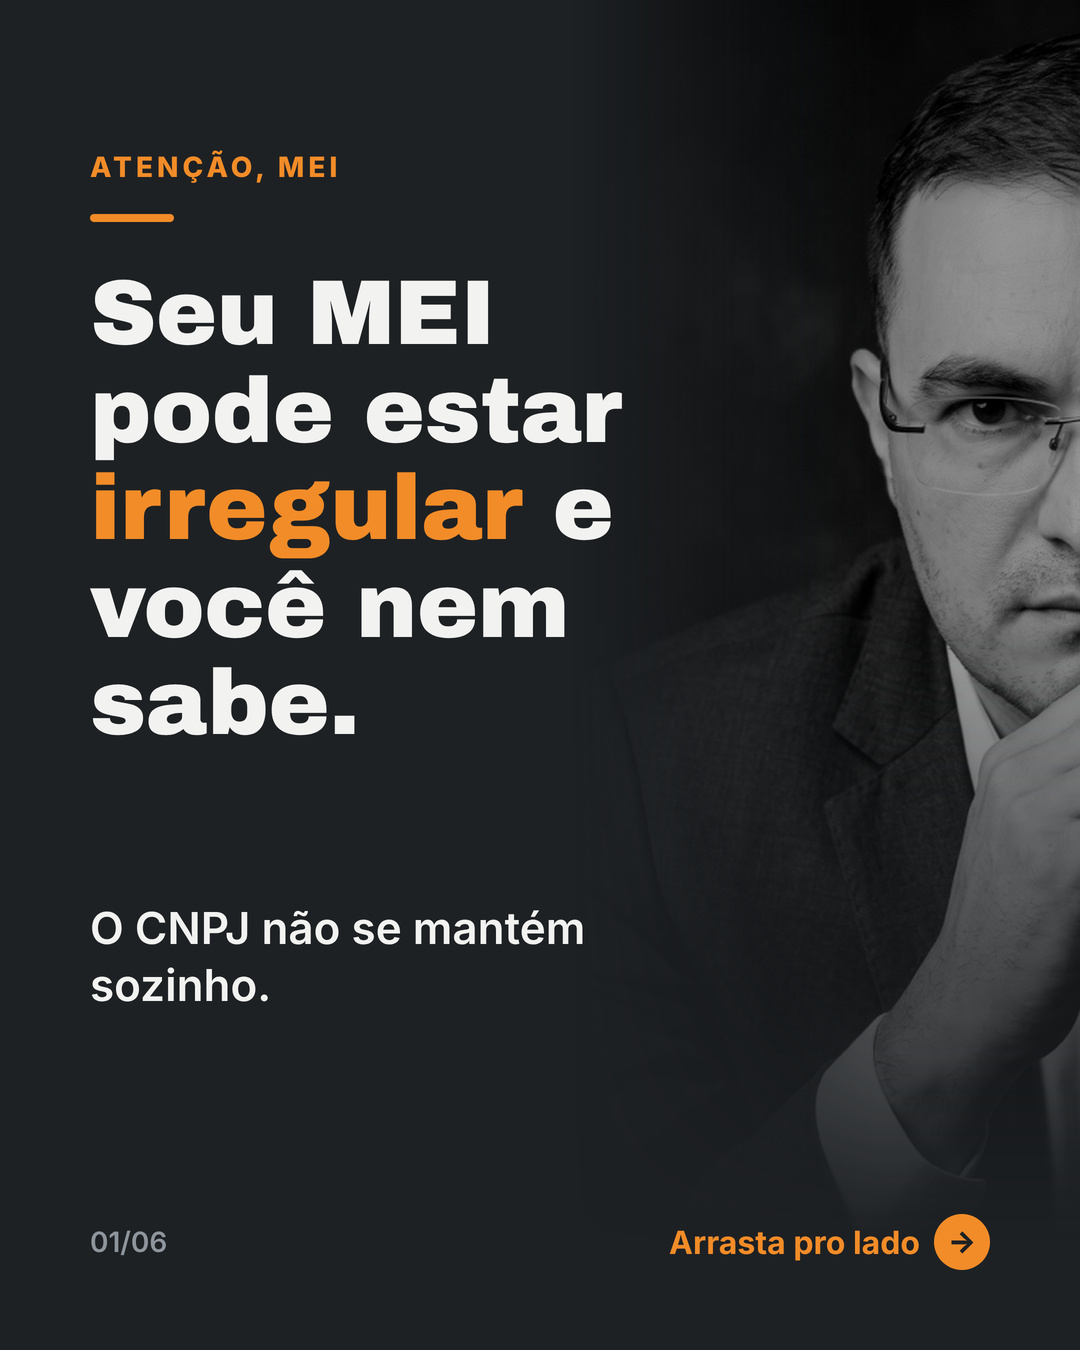 ATENÇÃO, MEI
Seu MEI
pode estar
irregular e
você nem
sabe.
O CNPJ não se mantém
sozinho.
01/06
Arrasta pro lado